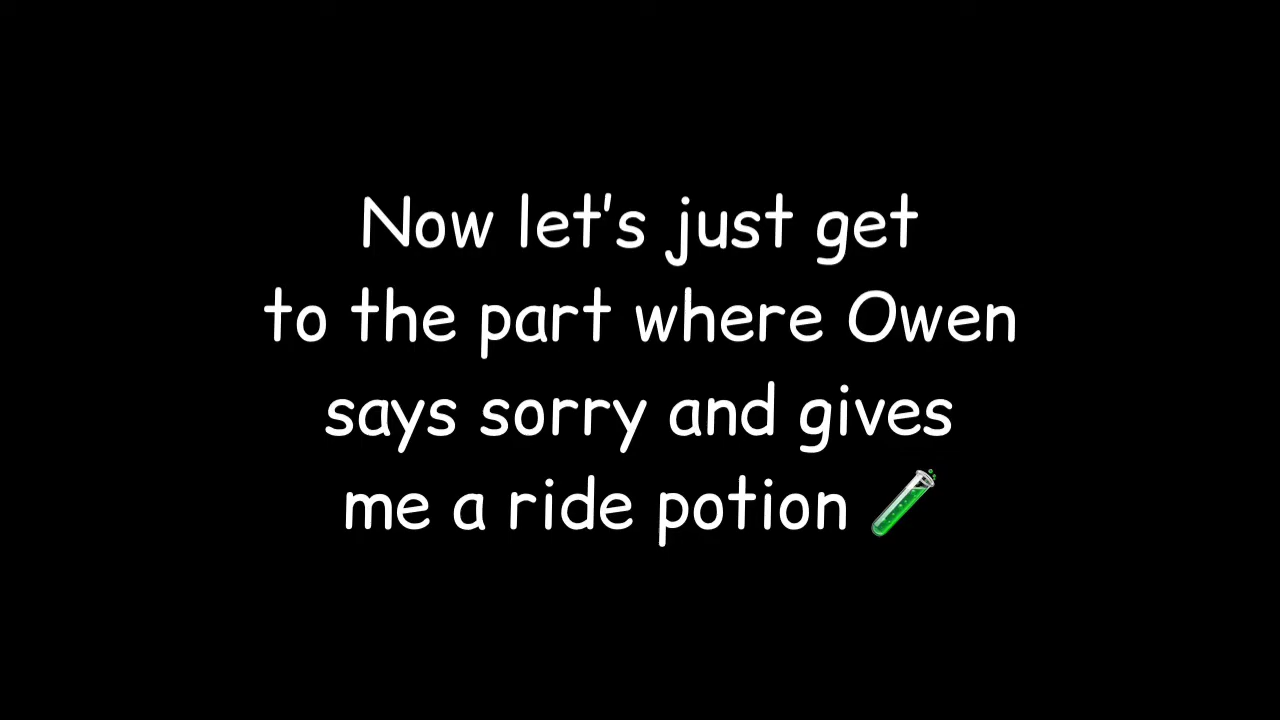 Now let's just get
to the part where Owen
says sorry and gives
me a ride potion 🧪